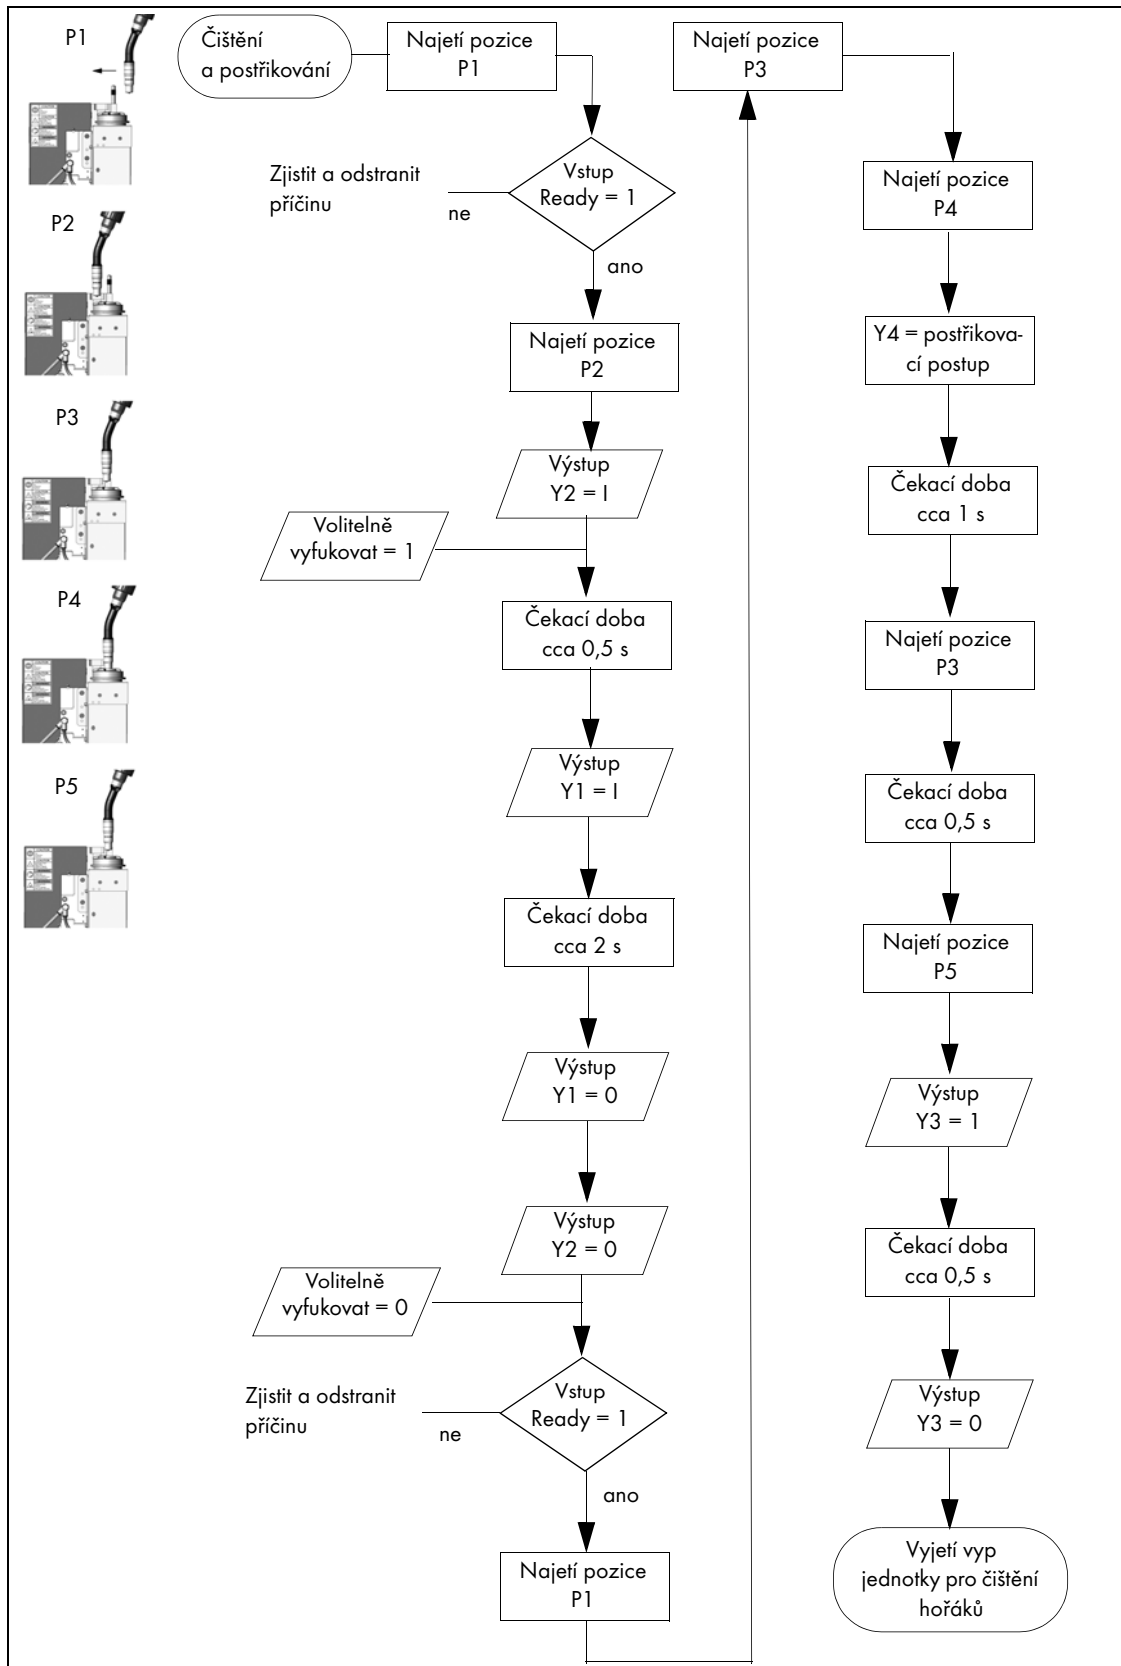 P1
P2
P3
P4
P5
Čištění
a postřikování
Najetí pozice
P1
Vstup
Ready = 1
Zjistit a odstranit
příčinu
ne
ano
Najetí pozice
P2
Výstup
Y2 = I
Volitelně
vyfukovat = 1
Čekací doba
cca 0,5 s
Výstup
Y1 = I
Čekací doba
cca 2 s
Výstup
Y1 = 0
Výstup
Y2 = 0
Volitelně
vyfukovat = 0
Vstup
Ready = 1
Zjistit a odstranit
příčinu
ne
ano
Najetí pozice
P1
Najetí pozice
P3
Najetí pozice
P4
Y4 = postřikova-
cí postup
Čekací doba
cca 1 s
Najetí pozice
P3
Čekací doba
cca 0,5 s
Najetí pozice
P5
Výstup
Y3 = 1
Čekací doba
cca 0,5 s
Výstup
Y3 = 0
Vyjetí vyp
jednotky pro čištění
hořáků